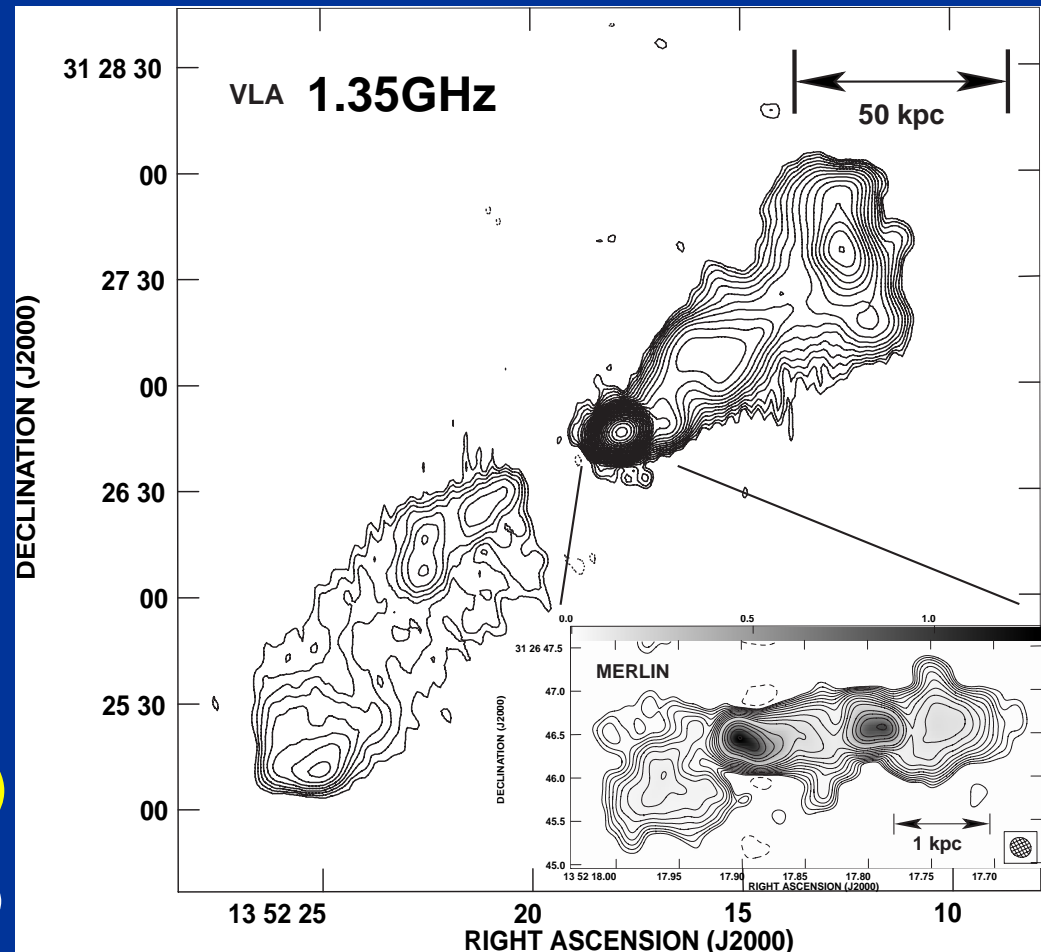 VLA 1.35GHz
50 kpc
31 28 30
00
27 30
00
26 30
00
25 30
00
DECLINATION (J2000)
13 52 25
20
15
10
RIGHT ASCENSION (J2000)
0.0
0.5
1.0
MERLIN
31 26 47.5
47.0
46.5
46.0
45.5
45.0
DECLINATION (J2000)
1 kpc
13 52 18.00
17.95
17.90
17.85
17.80
17.75
17.70
RIGHT ASCENSION (J2000)